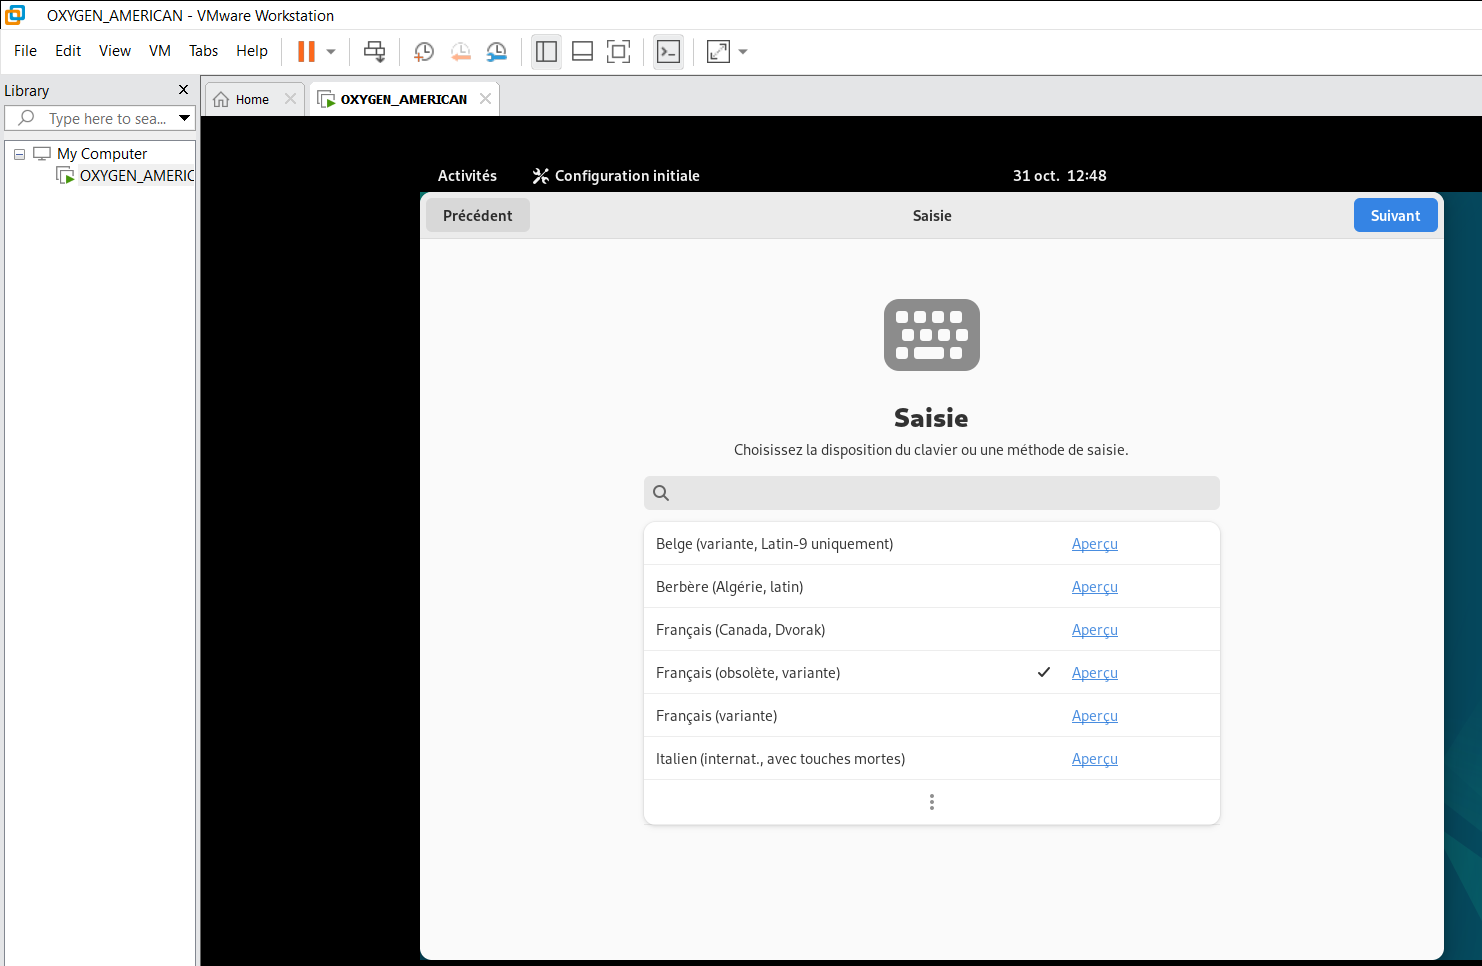 OXYGEN_AMERICAN - VMware Workstation
File Edit View VM Tabs Help
Library
Type here to sea...
My Computer
OXYGEN_AMERIC
Home
OXYGEN_AMERICAN
Activités
Configuration initiale
31 oct. 12:48
Précédent
Saisie
Suivant
Saisie
Choisissez la disposition du clavier ou une méthode de saisie.
Belge (variante, Latin-9 uniquement) Aperçu
Berbère (Algérie, latin) Aperçu
Français (Canada, Dvorak) Aperçu
Français (obsolète, variante) Aperçu
Français (variante) Aperçu
Italien (internat., avec touches mortes) Aperçu